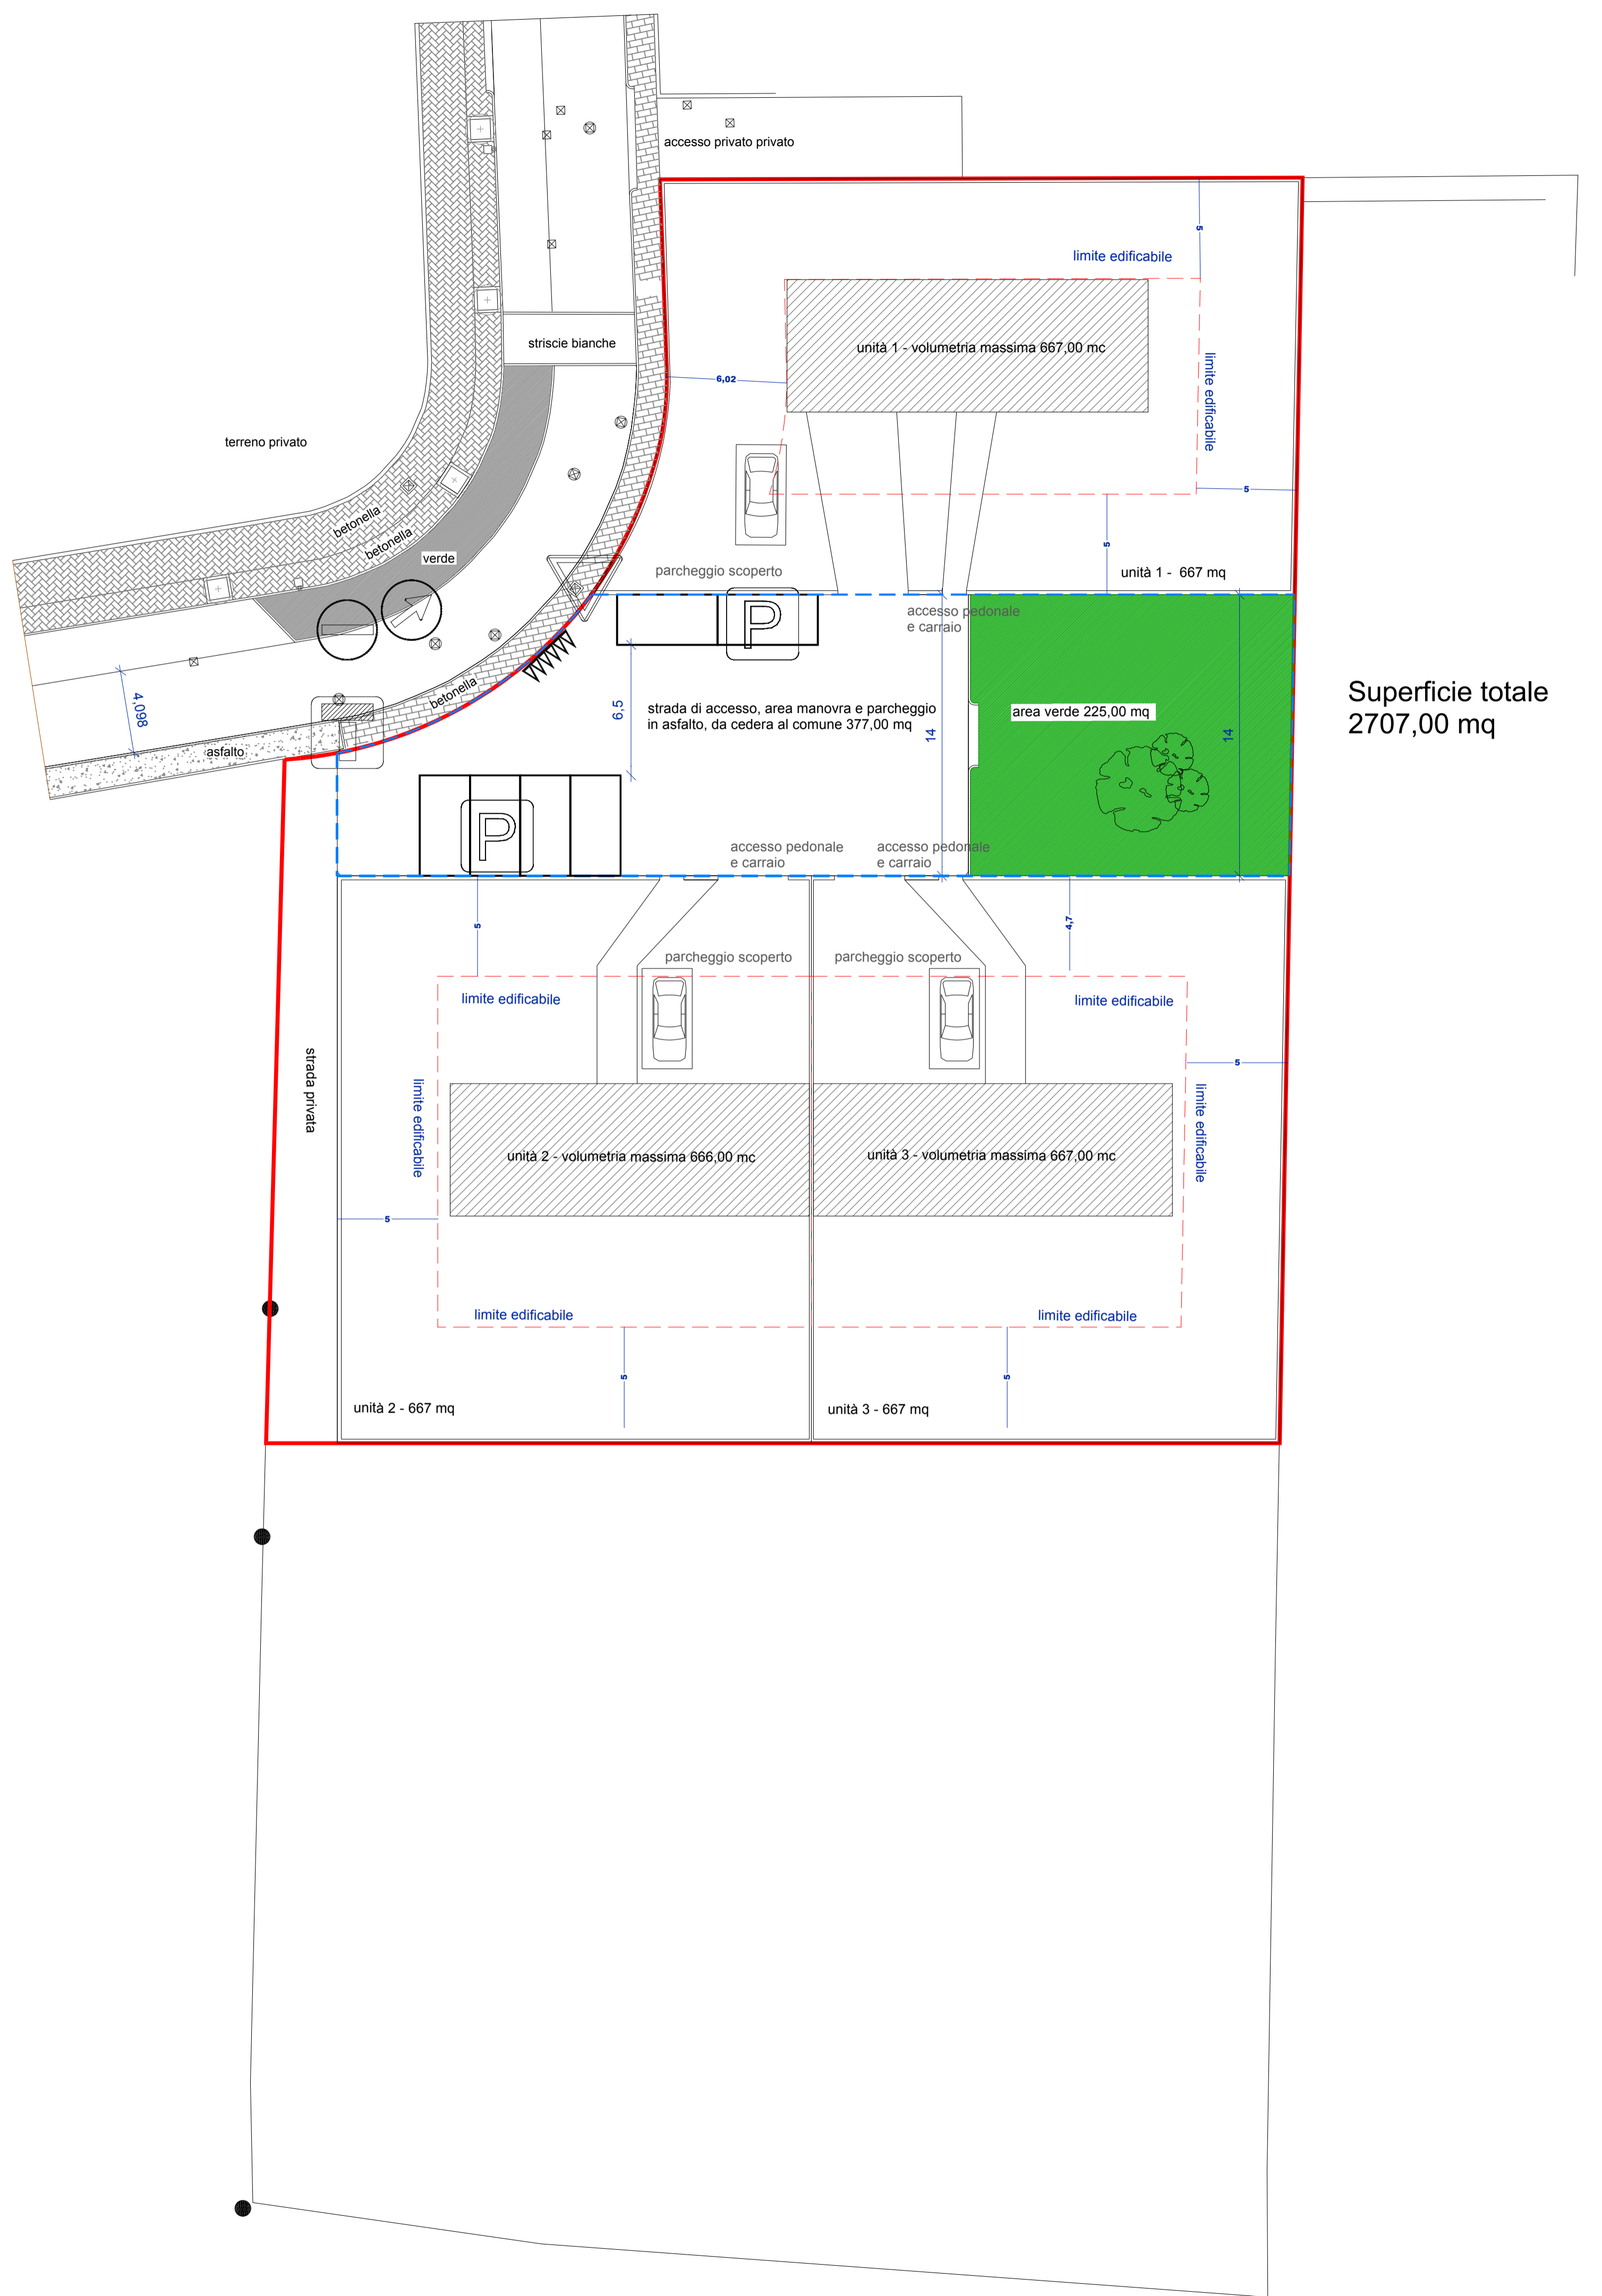 accesso privato privato
5
limite edificabile
striscie bianche
unità 1 - volumetria massima 667,00 mc
limite edificabile
6,02
terreno privato
5
betonella
betonella
verde
5
parcheggio scoperto
unità 1 - 667 mq
accesso pedonale
e carraio
P
betonella
4,098
6,5
strada di accesso, area manovra e parcheggio
in asfalto, da cedera al comune 377,00 mq
14
area verde 225,00 mq
14
Superficie totale
2707,00 mq
asfalto
P
accesso pedonale
e carraio
accesso pedonale
e carraio
5
4,7
parcheggio scoperto
parcheggio scoperto
limite edificabile
limite edificabile
5
strada privata
limite edificabile
limite edificabile
unità 2 - volumetria massima 666,00 mc
unità 3 - volumetria massima 667,00 mc
5
limite edificabile
limite edificabile
5
5
unità 2 - 667 mq
unità 3 - 667 mq